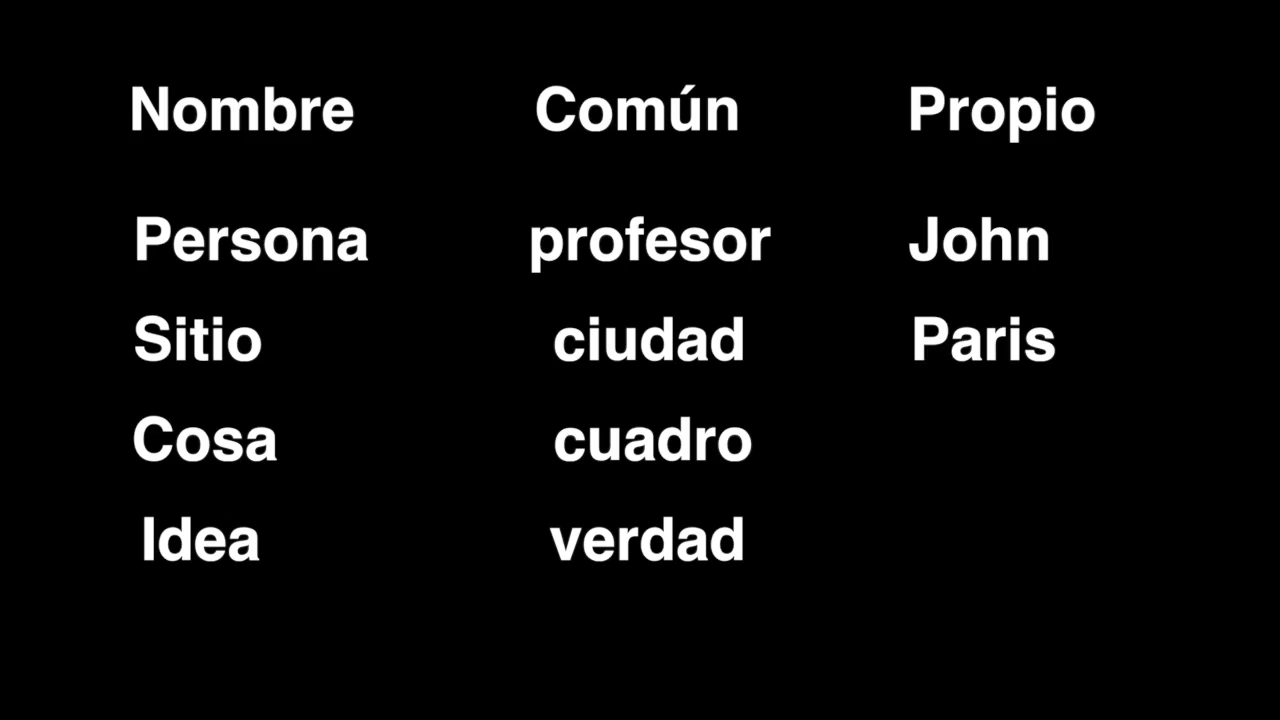 Nombre Común Propio
Persona profesor John
Sitio ciudad Paris
Cosa cuadro
Idea verdad